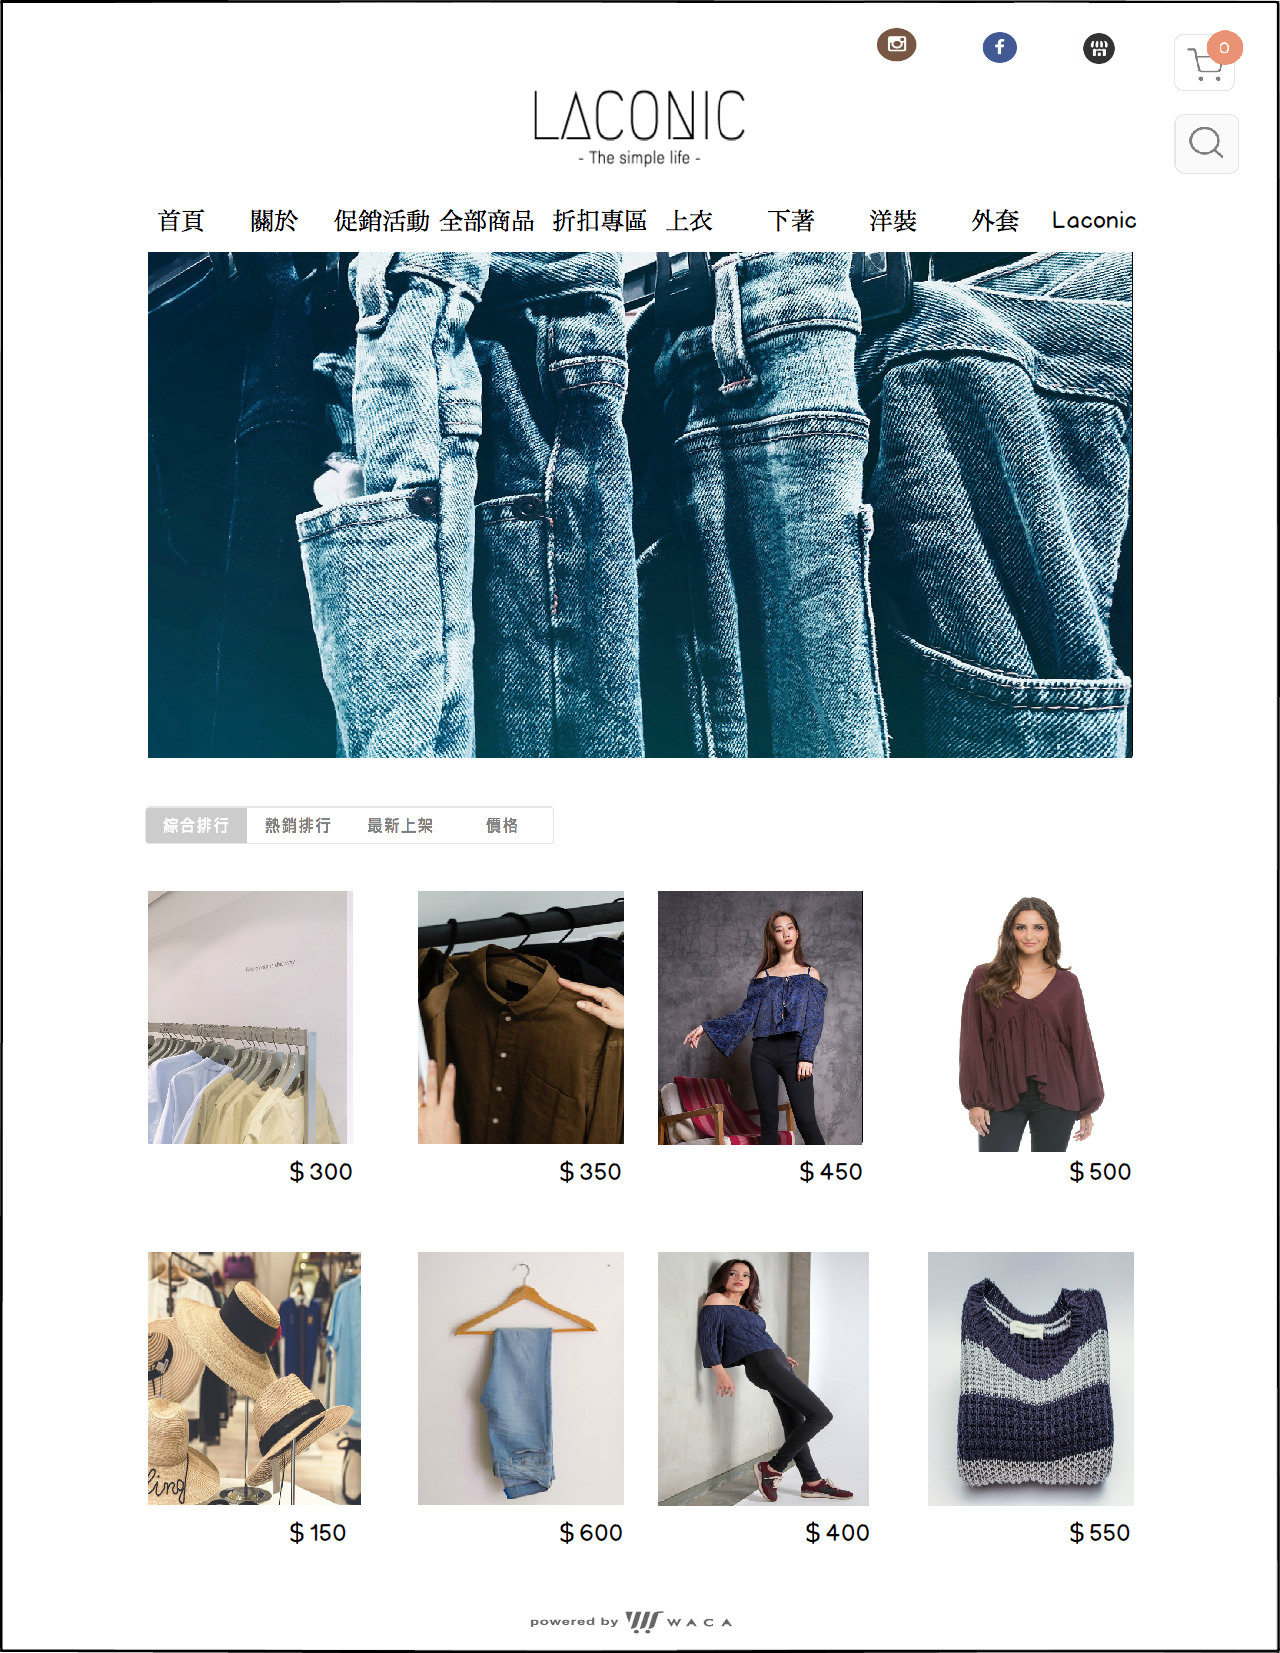 0
LACONIC
- The simple life -
首頁 關於 促銷活動 全部商品 折扣專區 上衣 下著 洋裝 外套 Laconic
綜合排行 熱銷排行 最新上架 價格
$ 300 $ 350 $ 450 $ 500
ling
$ 150 $ 600 $ 400 $ 550
powered by WACA